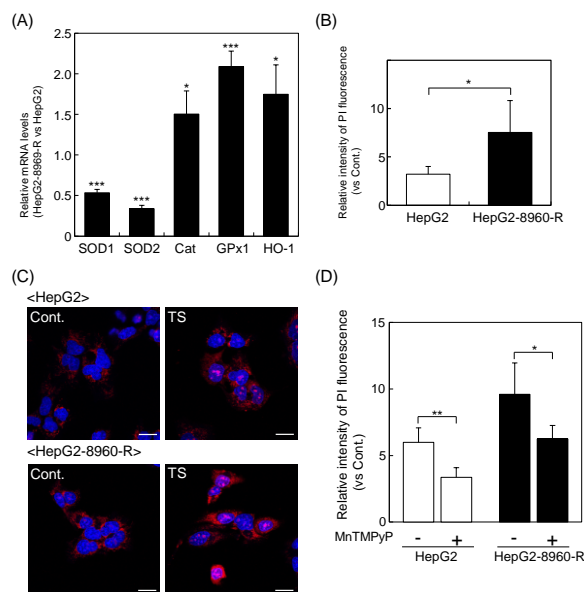 (A)
Relative mRNA levels
(HepG2-8969-R vs HepG2)
2.5
2.0
1.5
1.0
0.5
0
***
***
*
***
*
SOD1 SOD2 Cat GPx1 HO-1
(B)
Relative intensity of PI fluorescence
(vs Cont.)
10
5
0
*
HepG2 HepG2-8960-R
(C)
<HepG2>
Cont. TS
<HepG2-8960-R>
Cont. TS
(D)
Relative intensity of PI fluorescence
(vs Cont.)
15
10
5
0
**
*
MnTMPyP - + - +
HepG2 HepG2-8960-R